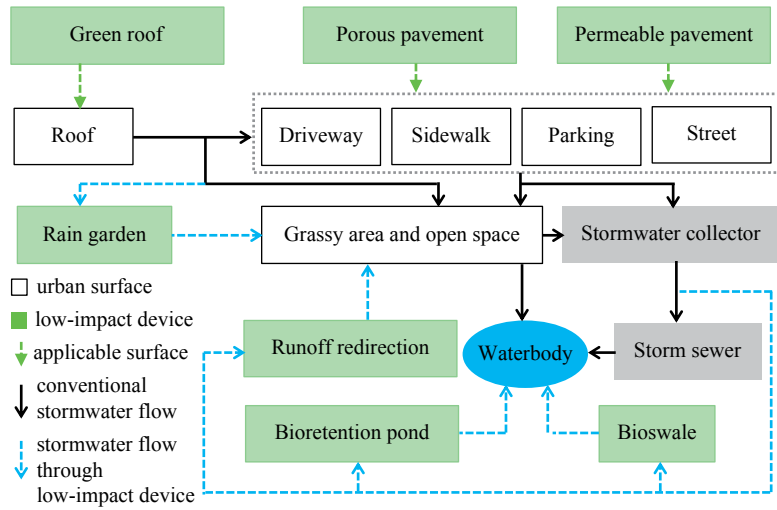 Green roof
Porous pavement
Permeable pavement
Roof
Driveway
Sidewalk
Parking
Street
Rain garden
Grassy area and open space
Stormwater collector
urban surface
low-impact device
applicable surface
conventional
stormwater flow
stormwater flow
through
low-impact device
Runoff redirection
Waterbody
Storm sewer
Bioretention pond
Bioswale